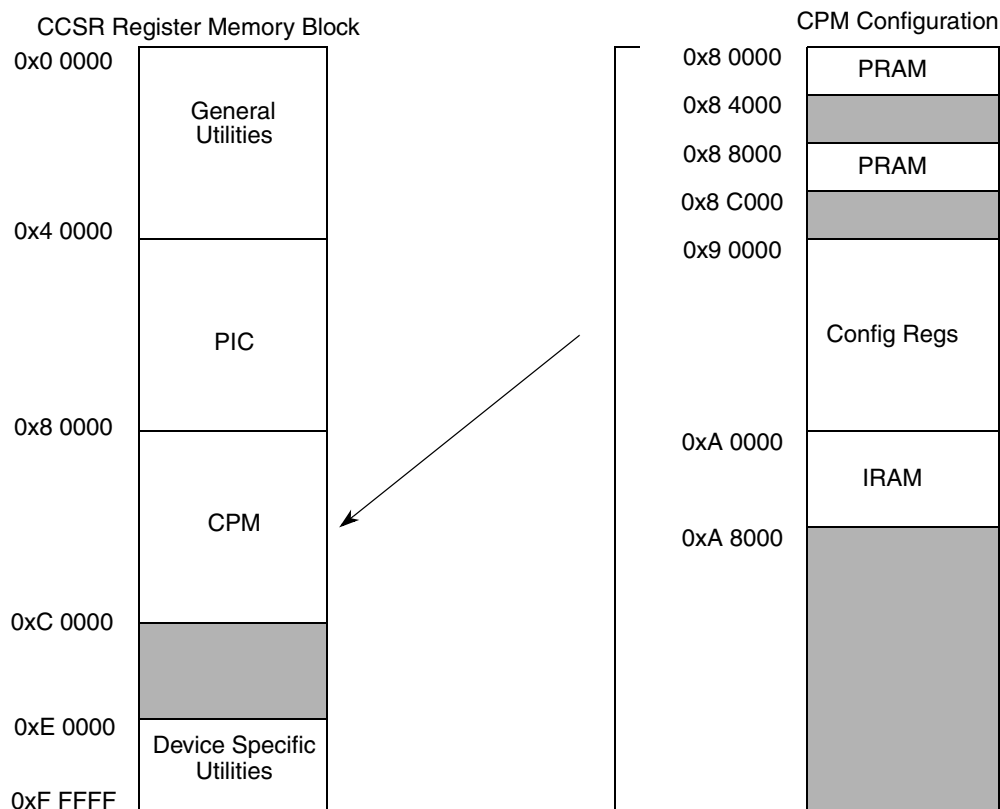 CCSR Register Memory Block
0x0 0000
General
Utilities
0x4 0000
PIC
0x8 0000
CPM
0xC 0000
0xE 0000
Device Specific
Utilities
0xF FFFF
CPM Configuration
0x8 0000
PRAM
0x8 4000
0x8 8000
PRAM
0x8 C000
0x9 0000
Config Regs
0xA 0000
IRAM
0xA 8000